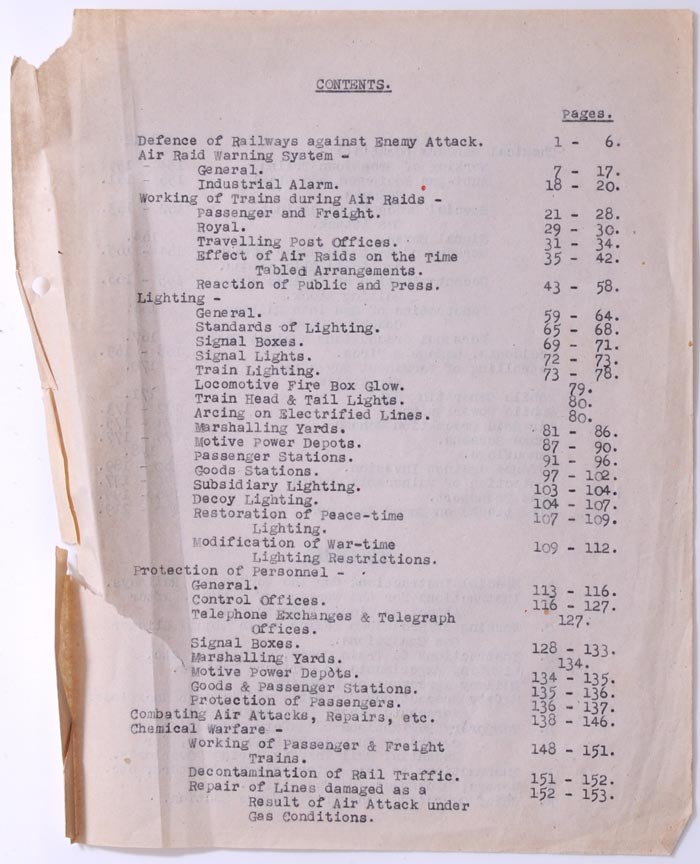 CONTENTS.
Pages.
Defence of Railways against Enemy Attack. 1 - 6.
Air Raid Warning System -
General. 7 - 17.
Industrial Alarm. 18 - 20.
Working of Trains during Air Raids -
Passenger and Freight. 21 - 28.
Royal. 29 - 30.
Travelling Post Offices. 31 - 34.
Effect of Air Raids on the Time 35 - 42.
Tabled Arrangements.
Reaction of Public and Press. 43 - 58.
Lighting -
General. 59 - 64.
Standards of Lighting. 65 - 68.
Signal Boxes. 69 - 71.
Signal Lights. 72 - 73.
Train Lighting. 73 - 78.
Locomotive Fire Box Glow. 79.
Train Head & Tail Lights. 80.
Arcing on Electrified Lines. 80.
Marshalling Yards. 81 - 86.
Motive Power Depots. 87 - 90.
Passenger Stations. 91 - 96.
Goods Stations. 97 - 102.
Subsidiary Lighting. 103 - 104.
Decoy Lighting. 104 - 107.
Restoration of Peace-time 107 - 109.
Lighting.
Modification of War-time 109 - 112.
Lighting Restrictions.
Protection of Personnel -
General. 113 - 116.
Control Offices. 116 - 127.
Telephone Exchanges & Telegraph 127.
Offices.
Signal Boxes. 128 - 133.
Marshalling Yards. 134.
Motive Power Depots. 134 - 135.
Goods & Passenger Stations. 135 - 136.
Protection of Passengers. 136 - 137.
Combating Air Attacks, Repairs, etc. 138 - 146.
Chemical Warfare -
Working of Passenger & Freight 148 - 151.
Trains.
Decontamination of Rail Traffic. 151 - 152.
Repair of Lines damaged as a 152 - 153.
Result of Air Attack under
Gas Conditions.